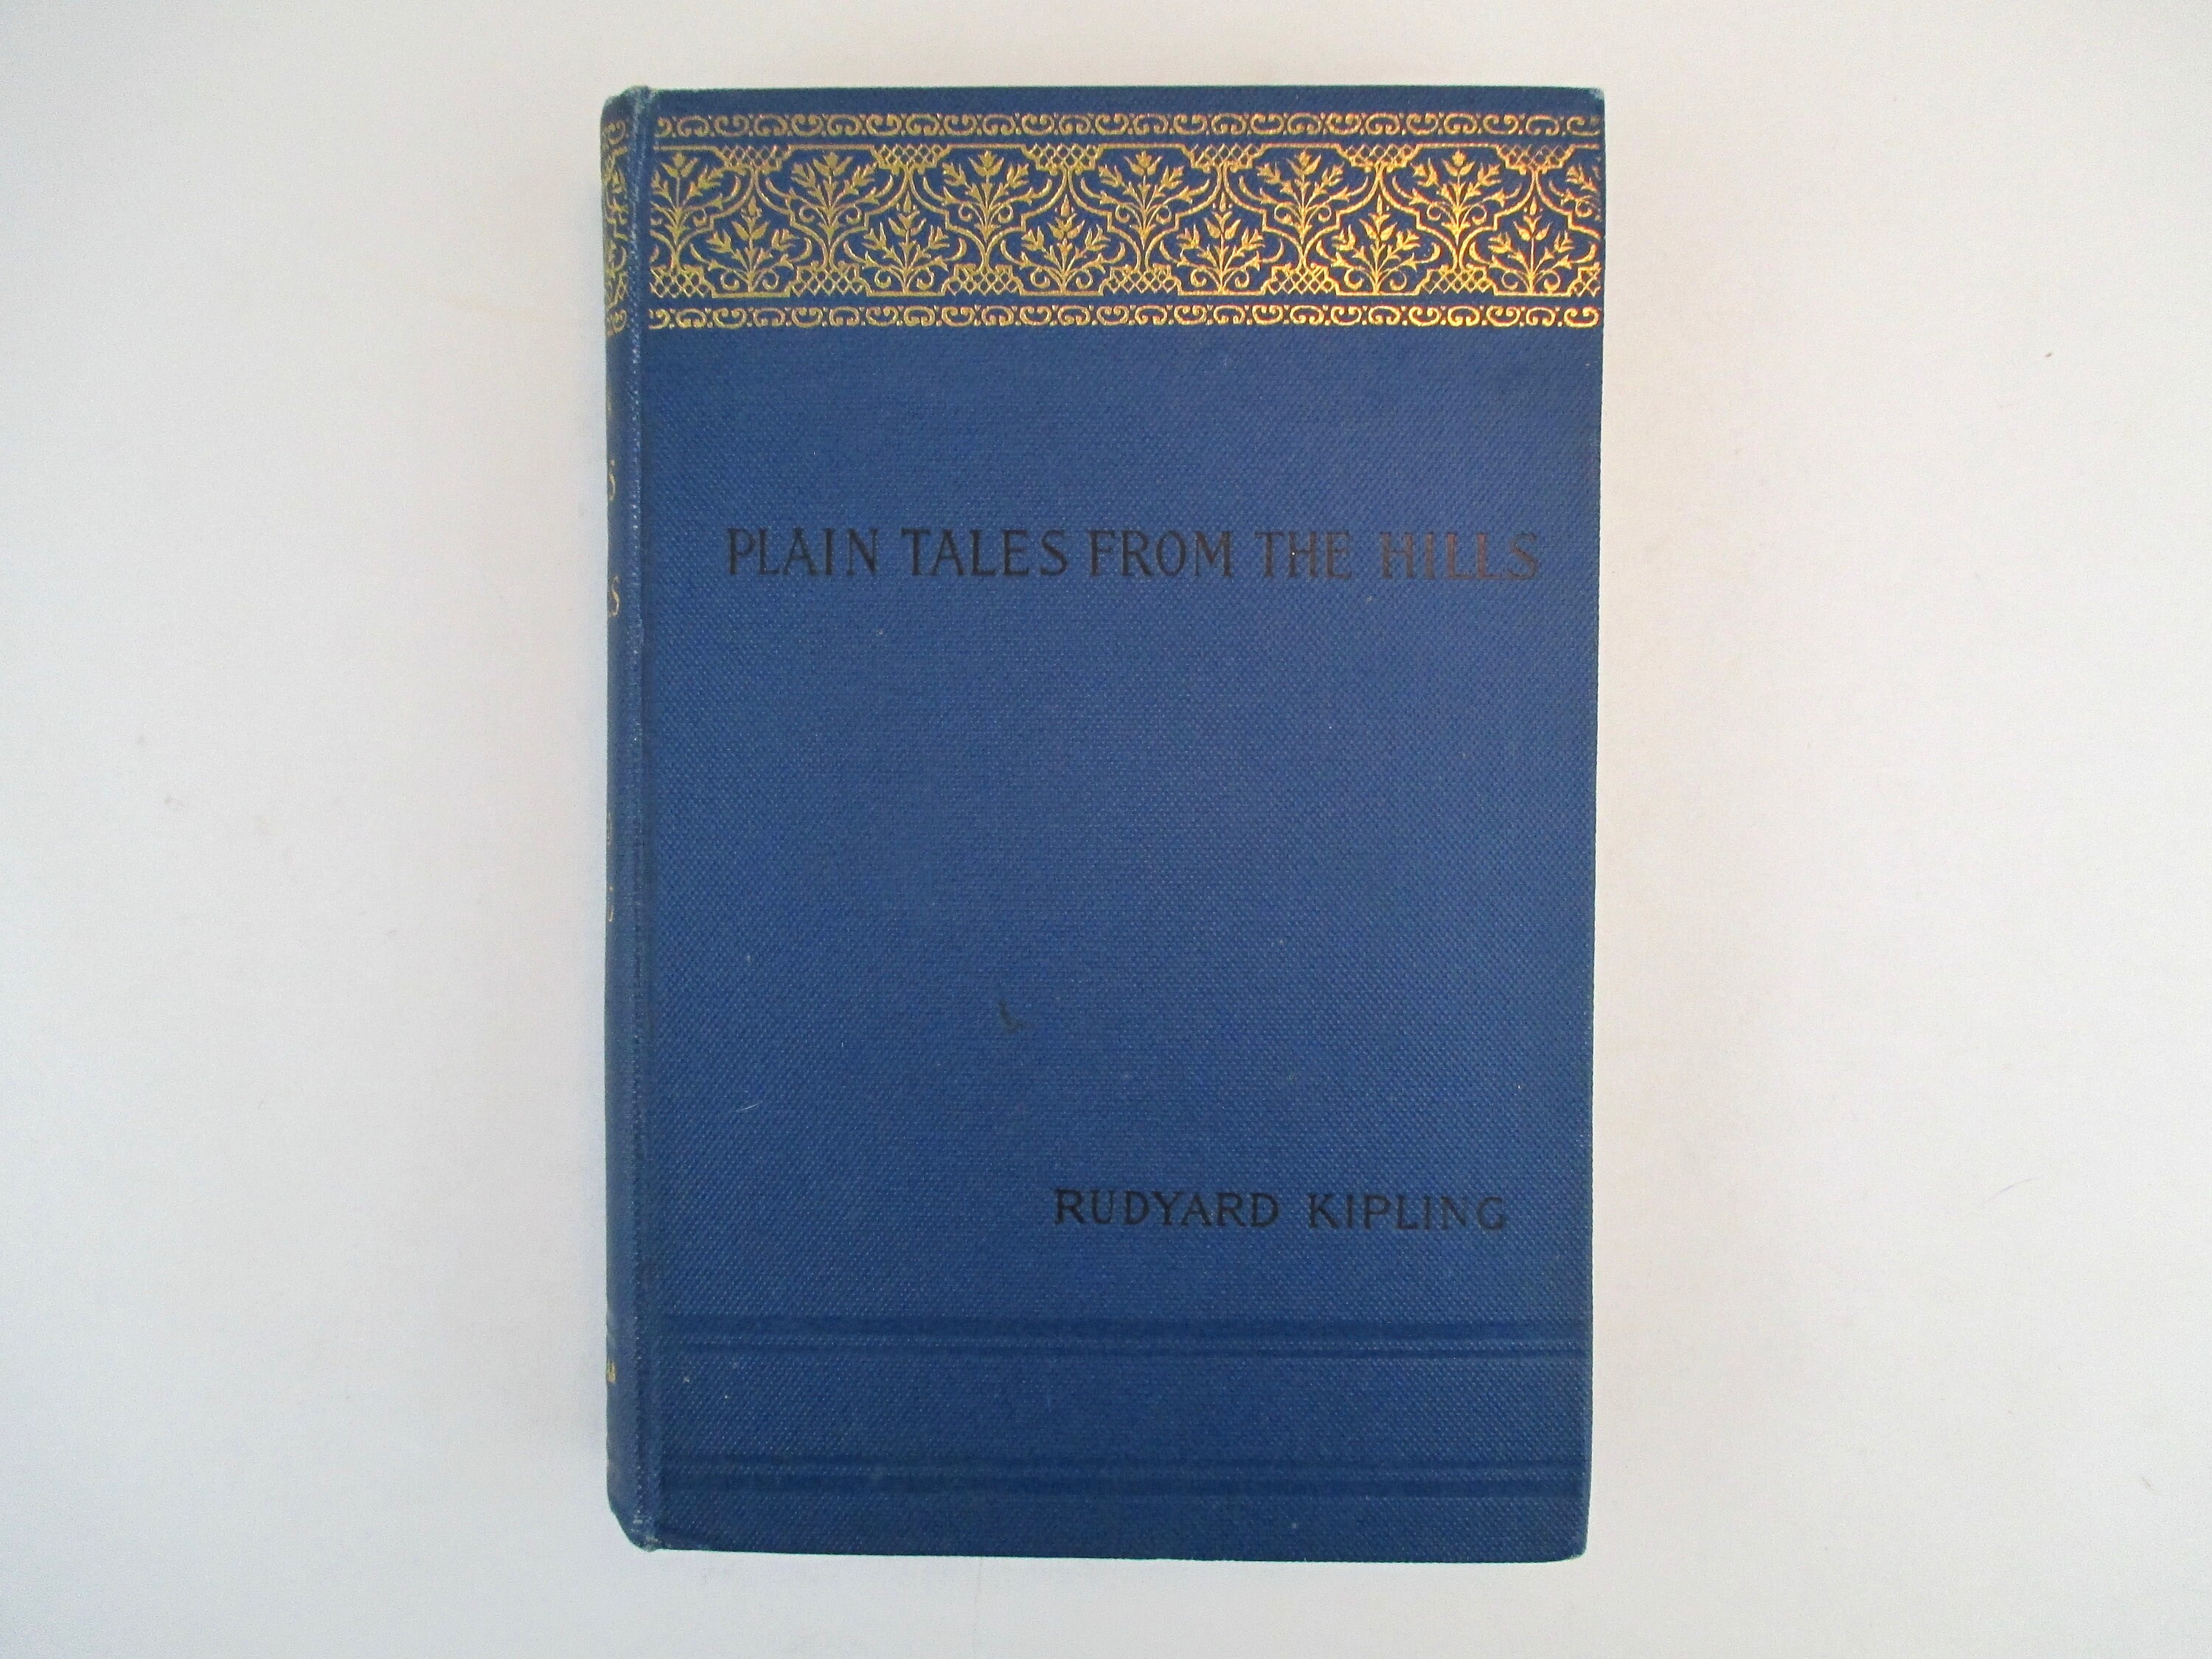 PLAIN TALES FROM THE HILLS
RUDYARD KIPLING